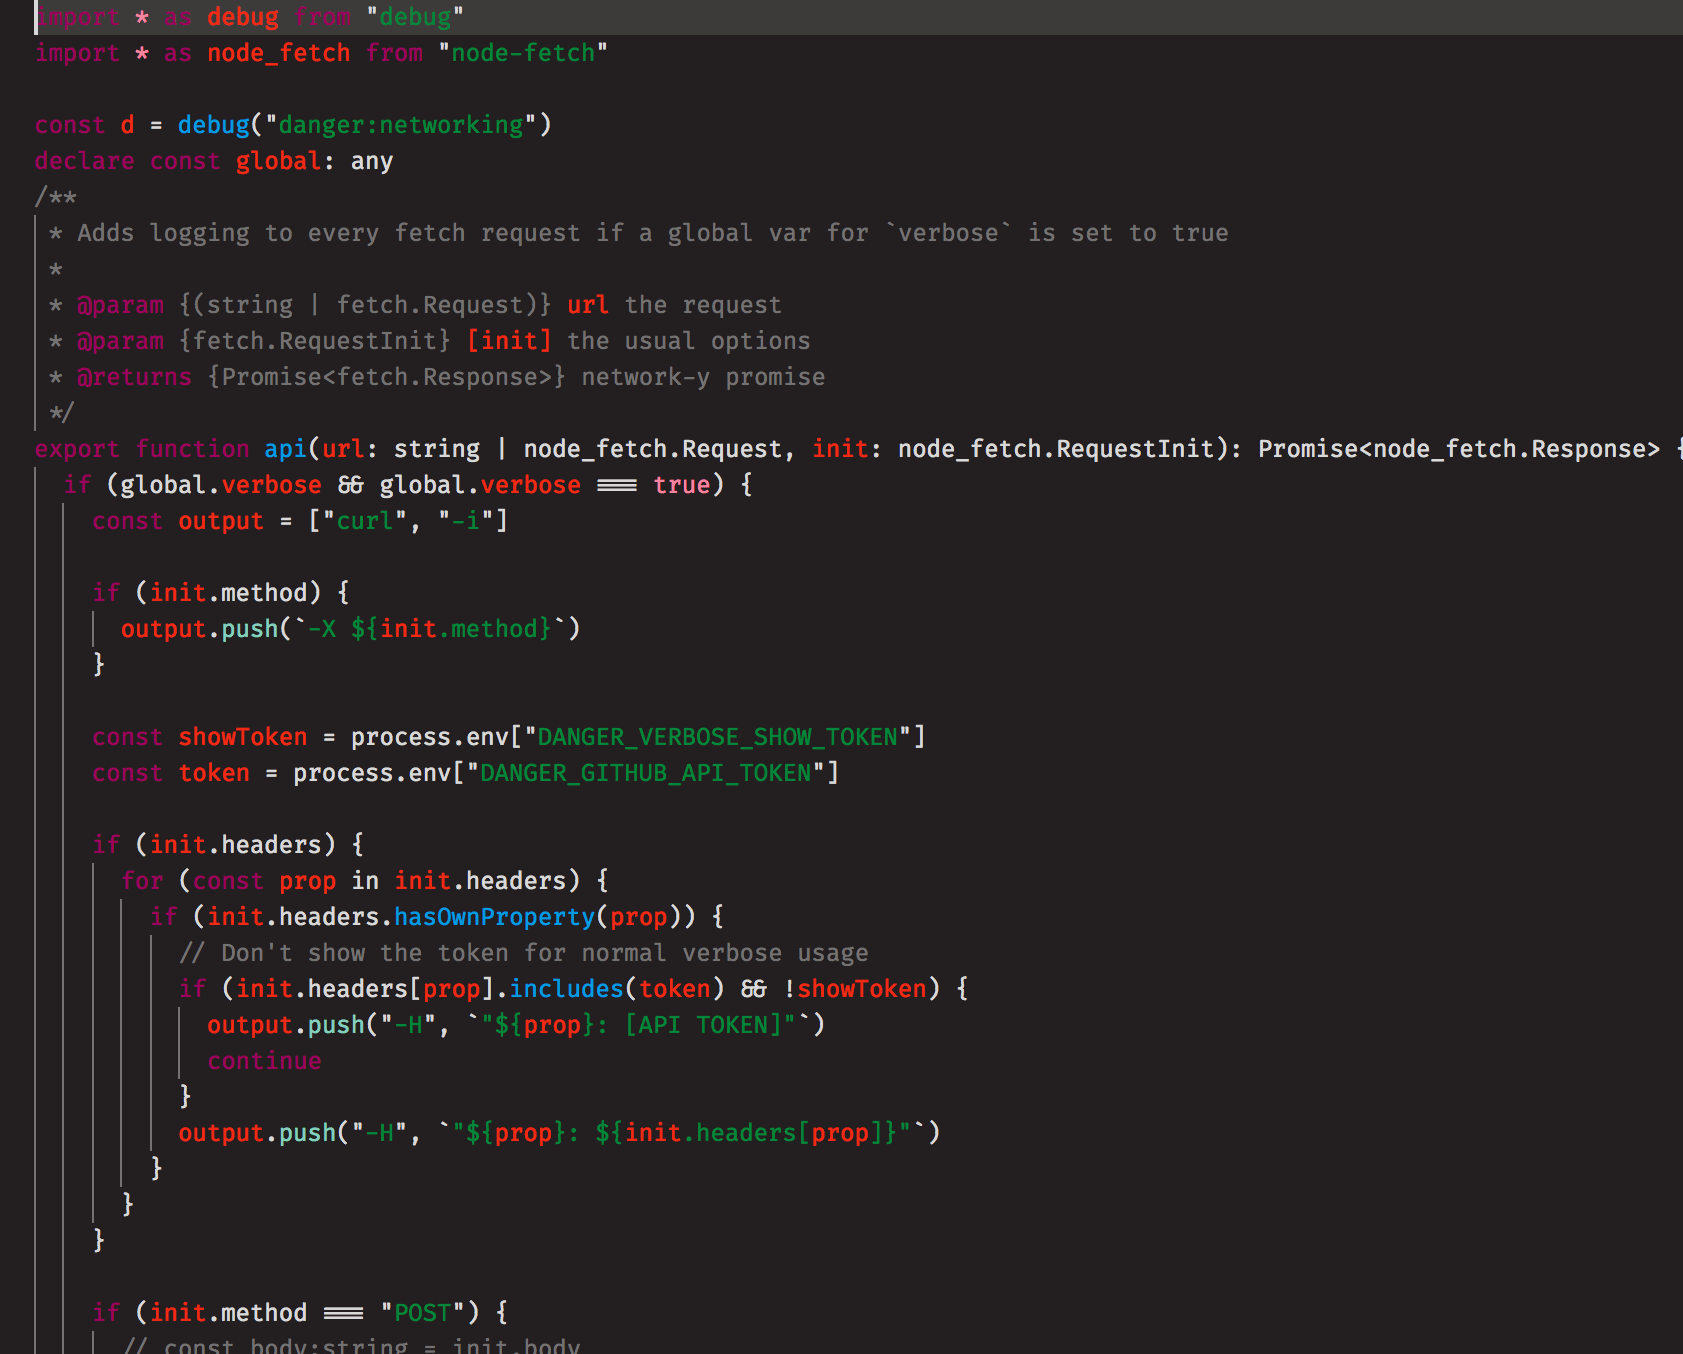 import * as debug from "debug"
import * as node_fetch from "node-fetch"
const d = debug("danger:networking")
declare const global: any
/**
* Adds logging to every fetch request if a global var for `verbose` is set to true
*
* @param {(string | fetch.Request)} url the request
* @param {fetch.RequestInit} [init] the usual options
* @returns {Promise<fetch.Response>} network-y promise
*/
export function api(url: string | node_fetch.Request, init: node_fetch.RequestInit): Promise<node_fetch.Response> {
if (global.verbose && global.verbose === true) {
const output = ["curl", "-i"]
if (init.method) {
output.push(`-X ${init.method}`)
}
const showToken = process.env["DANGER_VERBOSE_SHOW_TOKEN"]
const token = process.env["DANGER_GITHUB_API_TOKEN"]
if (init.headers) {
for (const prop in init.headers) {
if (init.headers.hasOwnProperty(prop)) {
// Don't show the token for normal verbose usage
if (init.headers[prop].includes(token) && !showToken) {
output.push("-H", `"${prop}: [API TOKEN]"`)
continue
}
output.push("-H", `"${prop}: ${init.headers[prop]}"`)
}
}
}
if (init.method === "POST") {
// const body:string = init.body